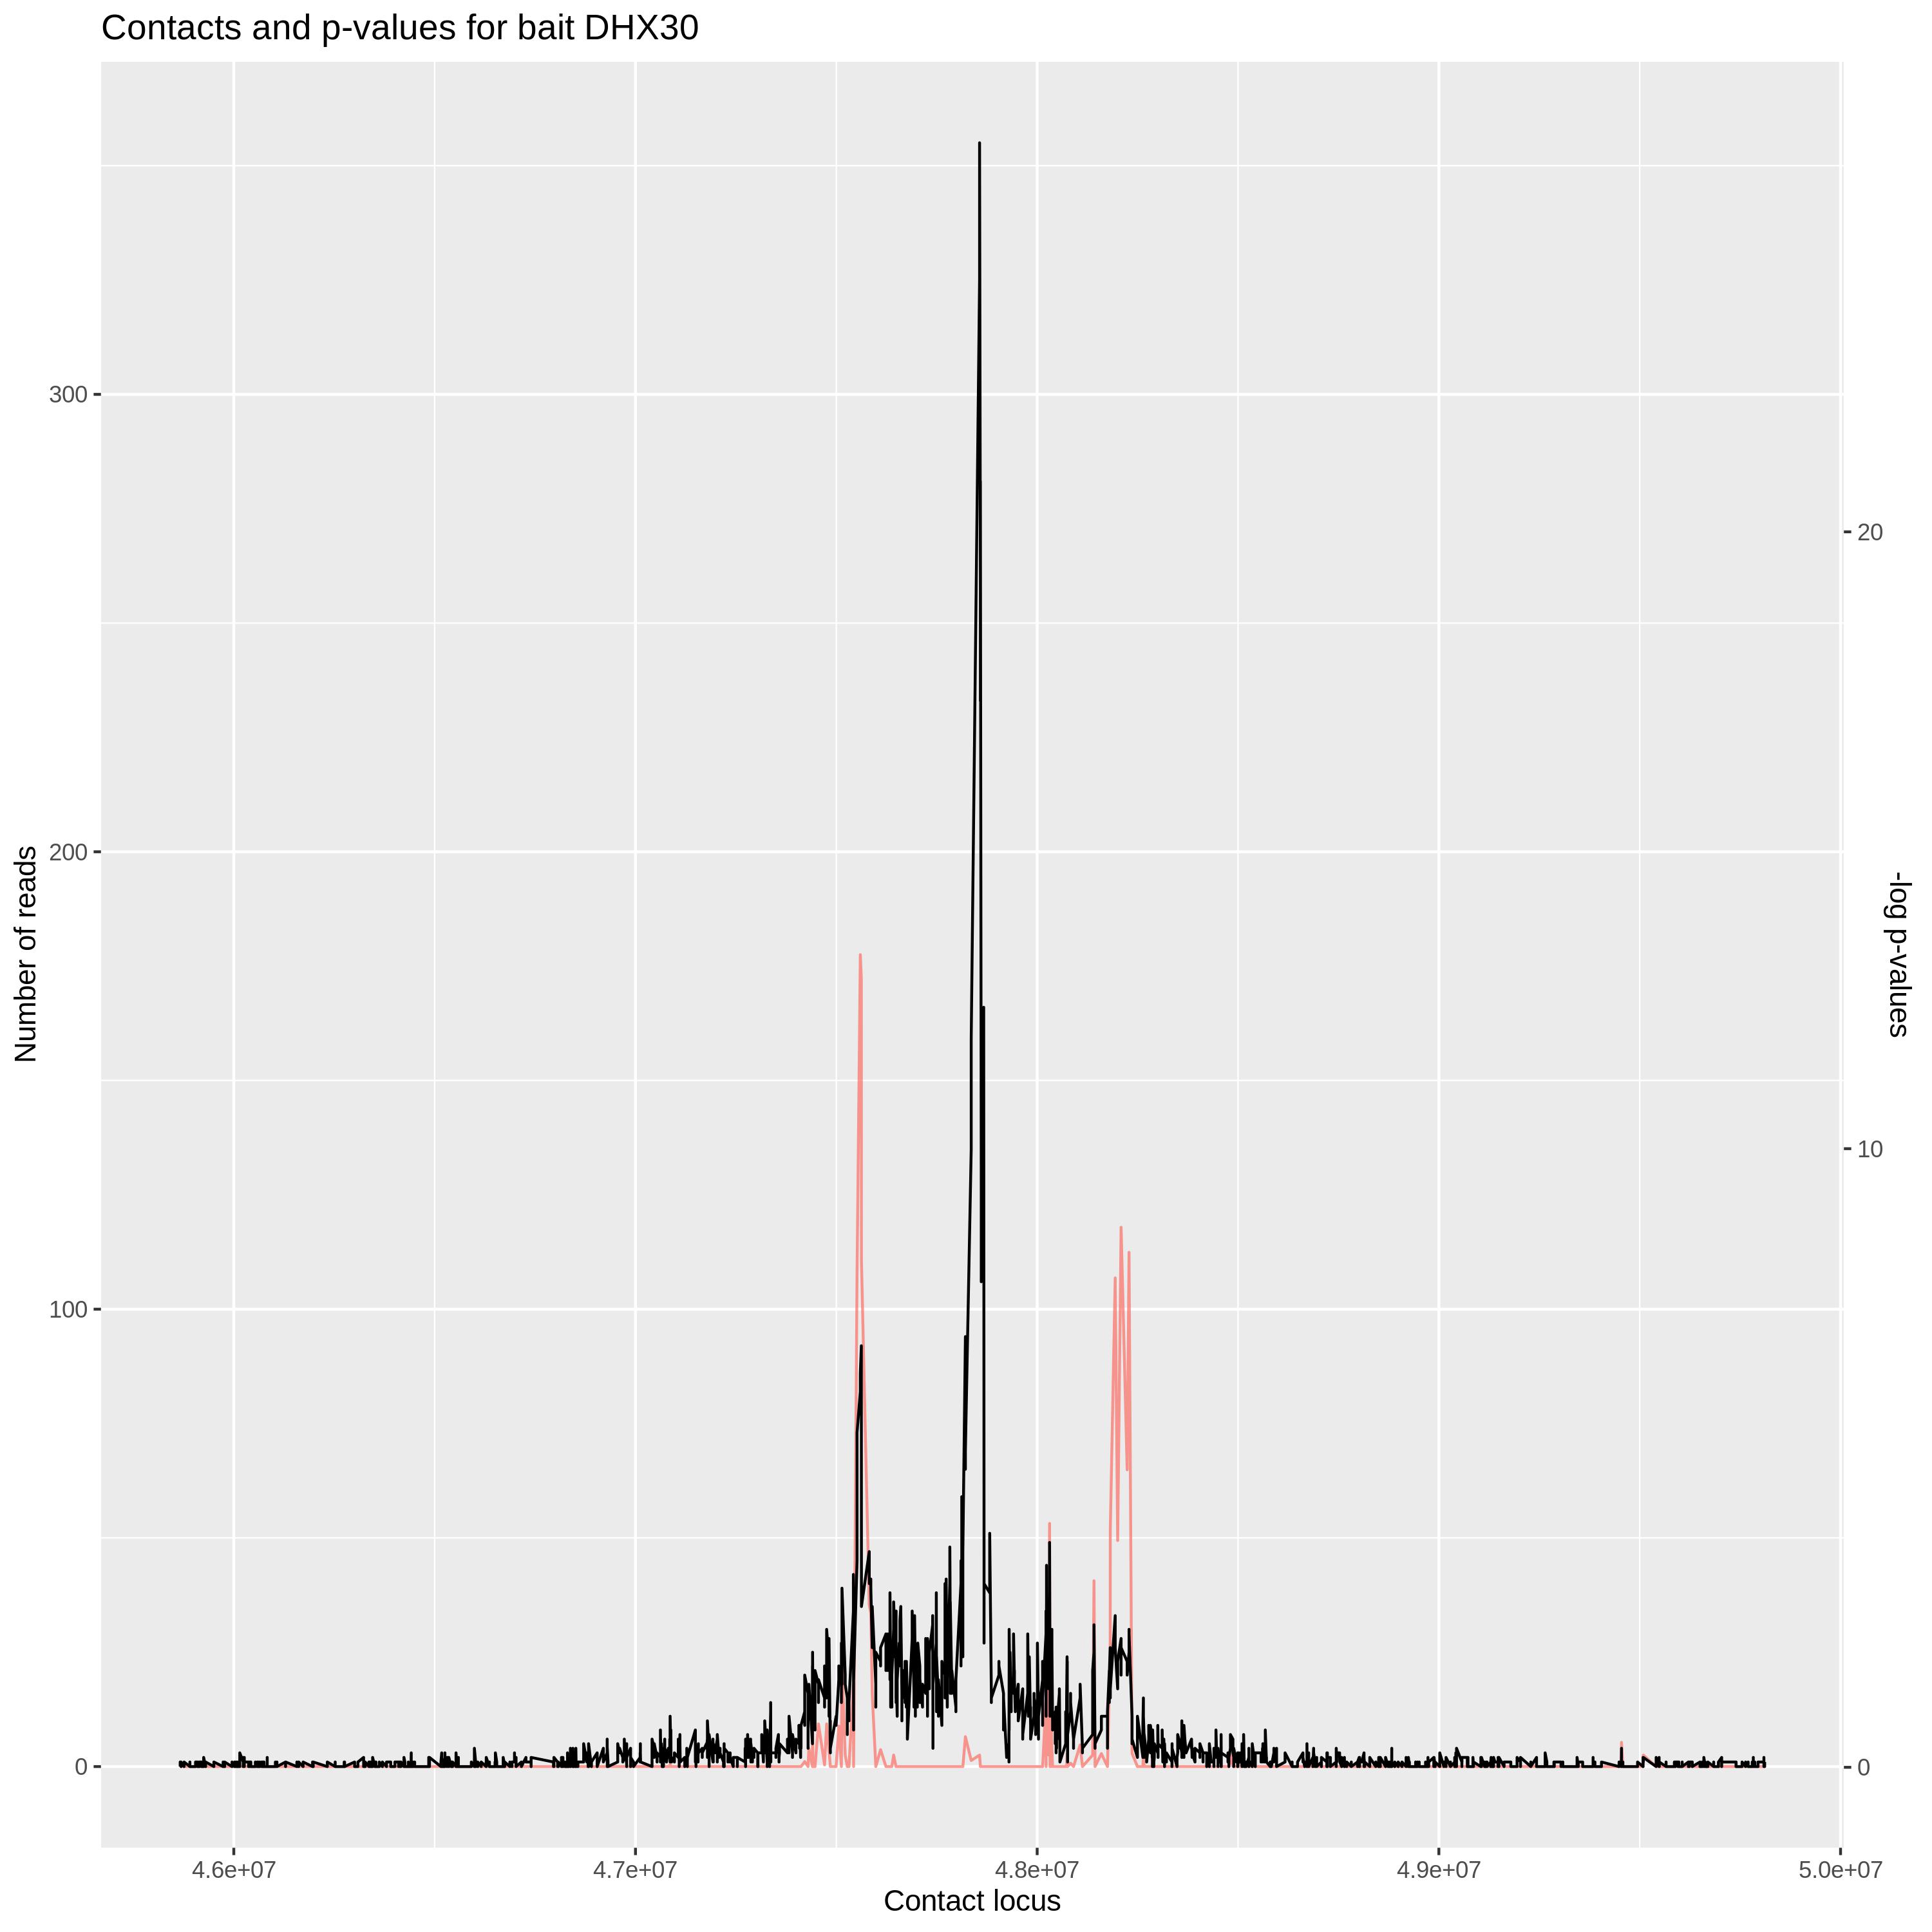 Contacts and p-values for bait DHX30
300
200
100
0
Number of reads
20
10
0
-log p-values
4.6e+07 4.7e+07 4.8e+07 4.9e+07 5.0e+07
Contact locus